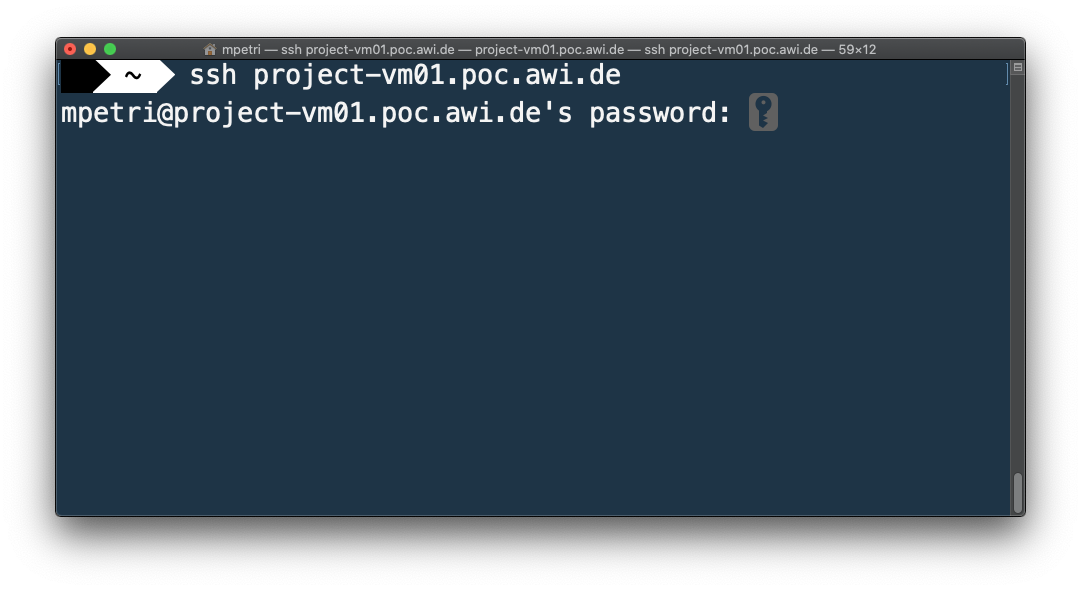 mpetri — ssh project-vm01.poc.awi.de — project-vm01.poc.awi.de — ssh project-vm01.poc.awi.de — 59×12
~ ssh project-vm01.poc.awi.de
mpetri@project-vm01.poc.awi.de's password: